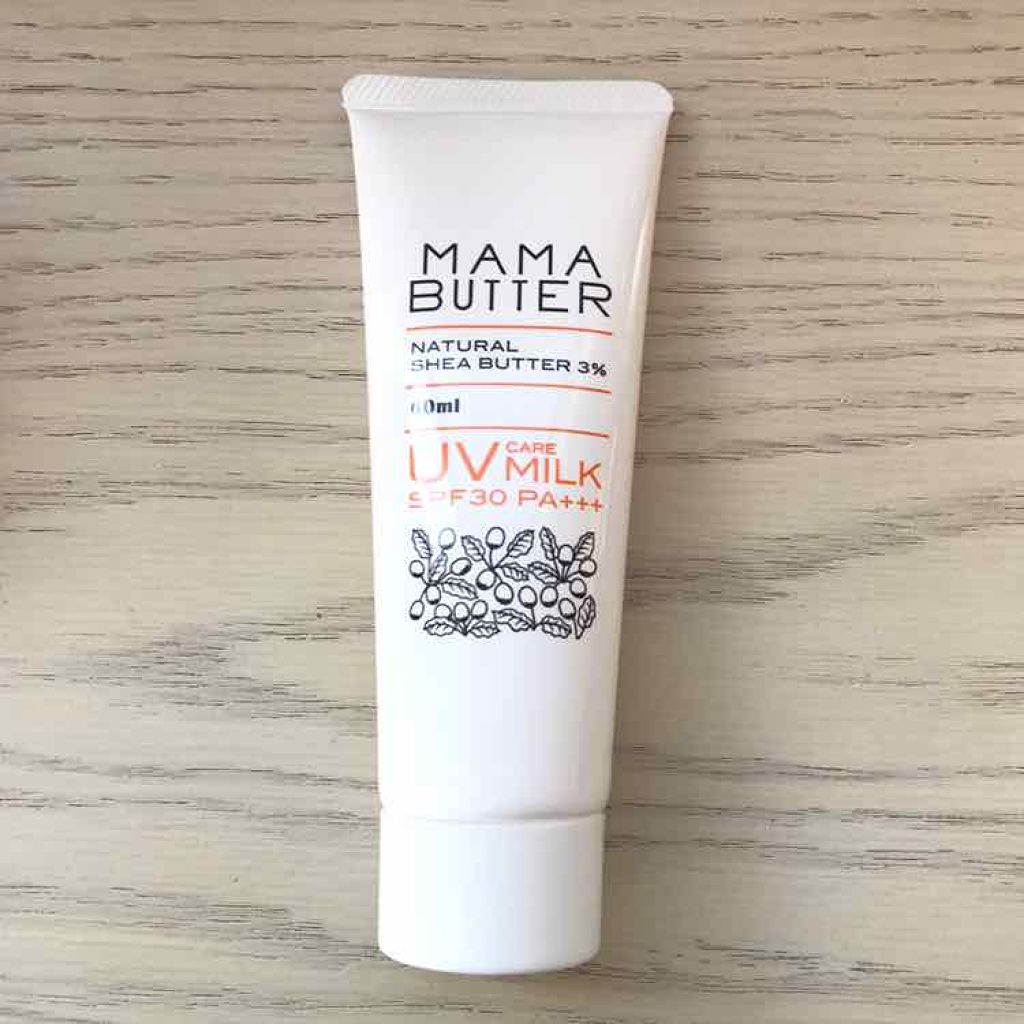 MAMA
BUTTER
NATURAL
SHEA BUTTER 3%
60ml
UV CARE MILK
SPF30 PA+++